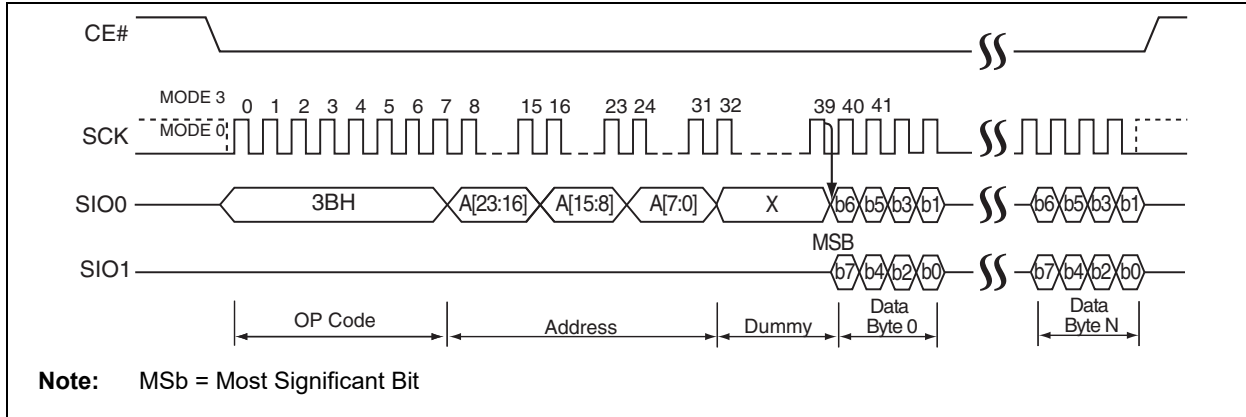 CE#
MODE 3 0 1 2 3 4 5 6 7 8 15 16 23 24 31 32 39 40 41
SCK MODE 0
SIO0 3BH A[23:16] A[15:8] A[7:0] X b6 b5 b3 b1 b6 b5 b3 b1
MSB
SIO1 b7 b4 b2 b0 b7 b4 b2 b0
OP Code Address Dummy Data Byte 0 Data Byte N
Note: MSb = Most Significant Bit